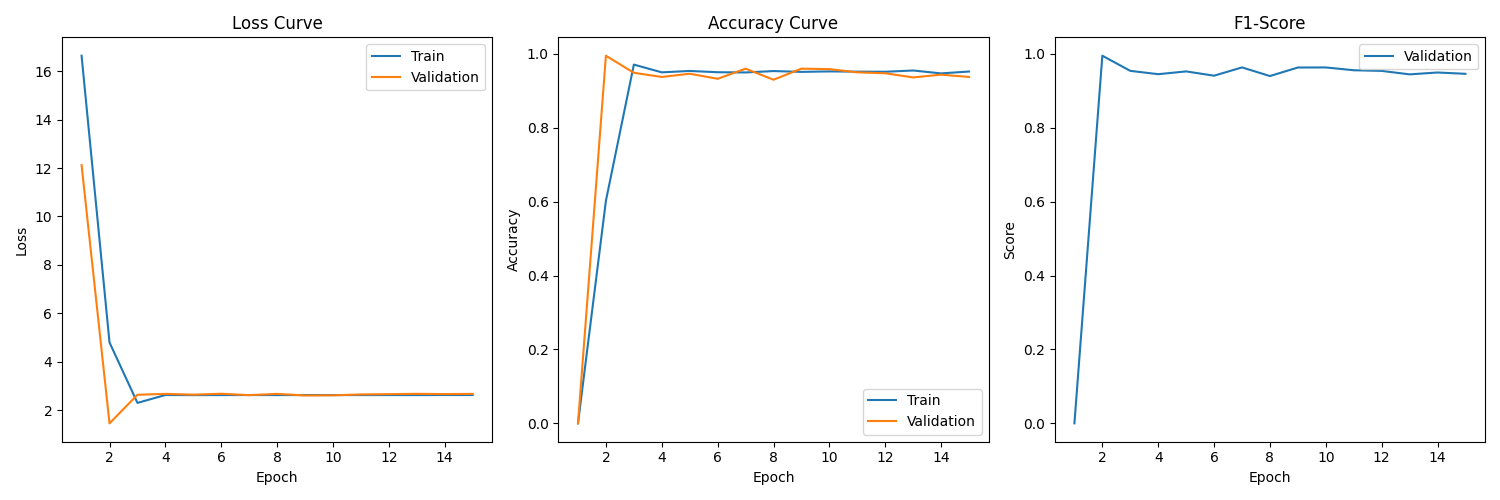 Loss Curve
Train
Validation
16
14
12
10
8
6
4
2
Loss
2 4 6 8 10 12 14
Epoch
Accuracy Curve
1.0
0.8
0.6
0.4
0.2
0.0
Accuracy
Train
Validation
2 4 6 8 10 12 14
Epoch
F1-Score
Validation
1.0
0.8
0.6
0.4
0.2
0.0
Score
2 4 6 8 10 12 14
Epoch